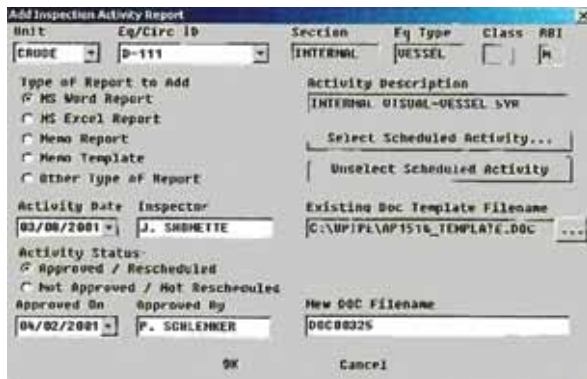 Add Inspection Activity Report
Unit Eq/Circ ID Section Eq Type Class RBI
CRUDE D-111 INTERNAL VESSEL M
Type of Report to Add
MS Word Report
MS Excel Report
Memo Report
Memo Template
Other Type of Report
Activity Description
INTERNAL VISUAL-VESSEL 5YR
Select Scheduled Activity...
Unselect Scheduled Activity
Activity Date Inspector
03/08/2001 J.
Existing Doc Template Filename
...
Activity Status
Approved / Rescheduled
Not Approved / Not Rescheduled
Approved On Approved By
04/02/2001 P. SCHLEMKER
New DOC Filename
DOC00325
OK Cancel